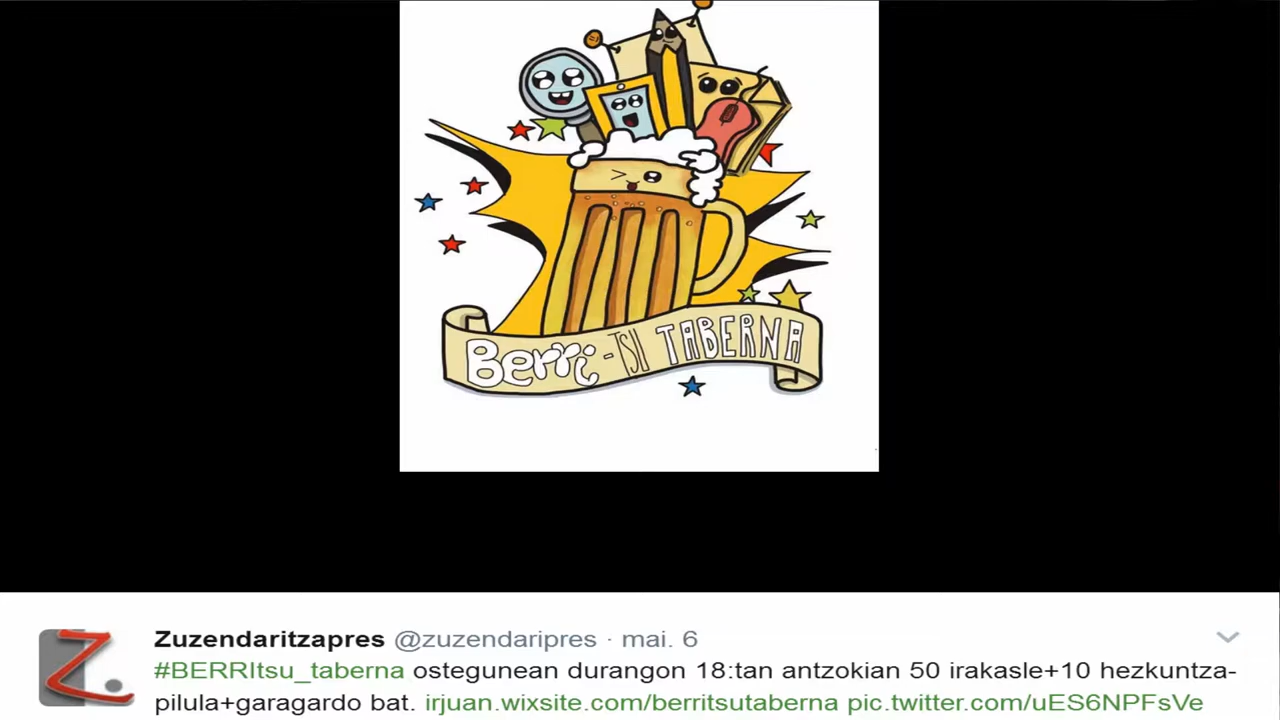 Berri-TSU TABERNA
Zuzendaritzapres @zuzendaripres · mai. 6
#BERRItsu_taberna ostegunean durangon 18:tan antzokian 50 irakasle+10 hezkuntza-
pilula+garagardo bat. irjuan.wixsite.com/berritsutaberna pic.twitter.com/uES6NPFsVe